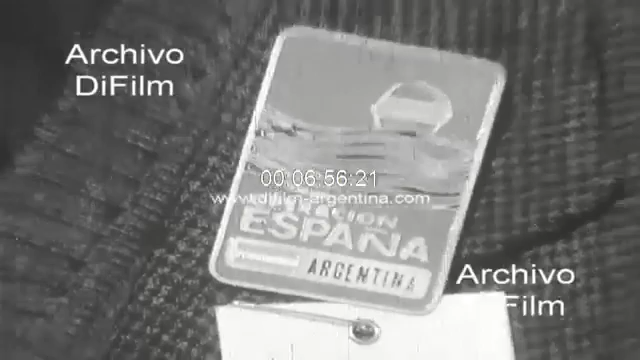 Archivo
DiFilm
00:06:56:21
www.difilm-argentina.com
ESPAÑA
ARGENTINA
Archivo
Film